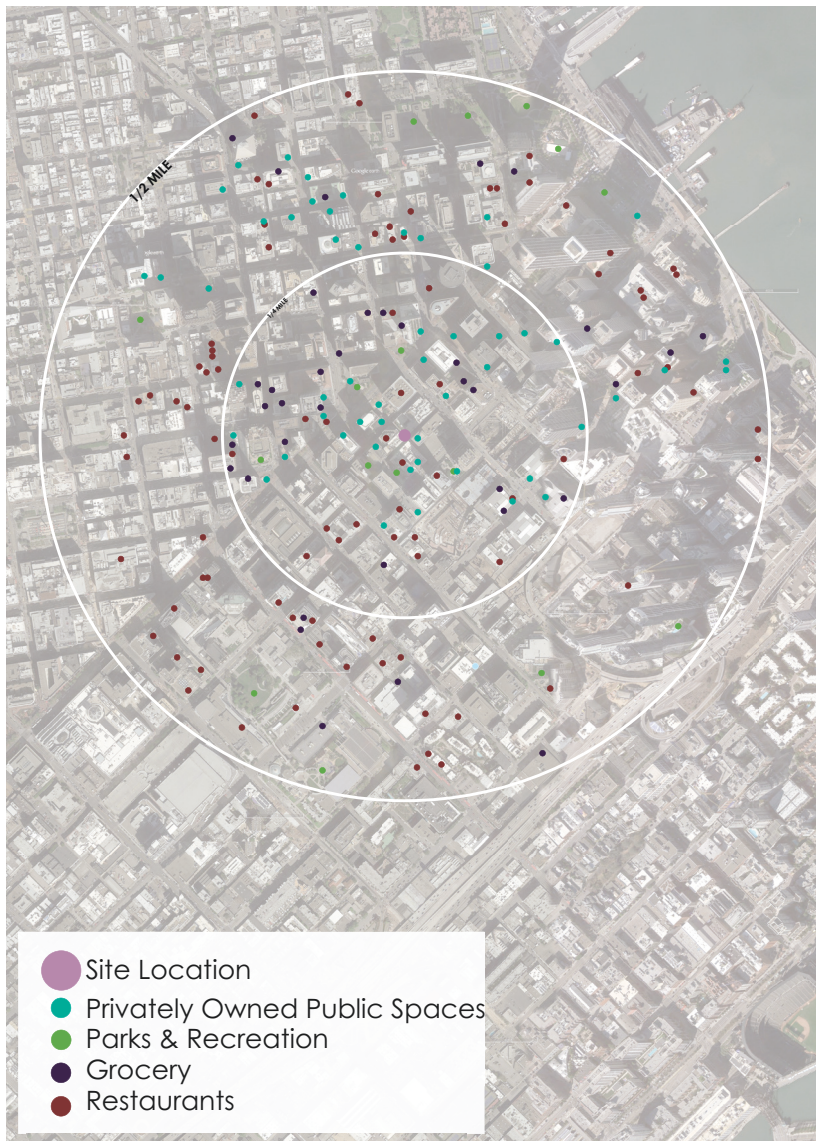 1/2 MILE
1/4 MILE
Site Location
Privately Owned Public Spaces
Parks & Recreation
Grocery
Restaurants